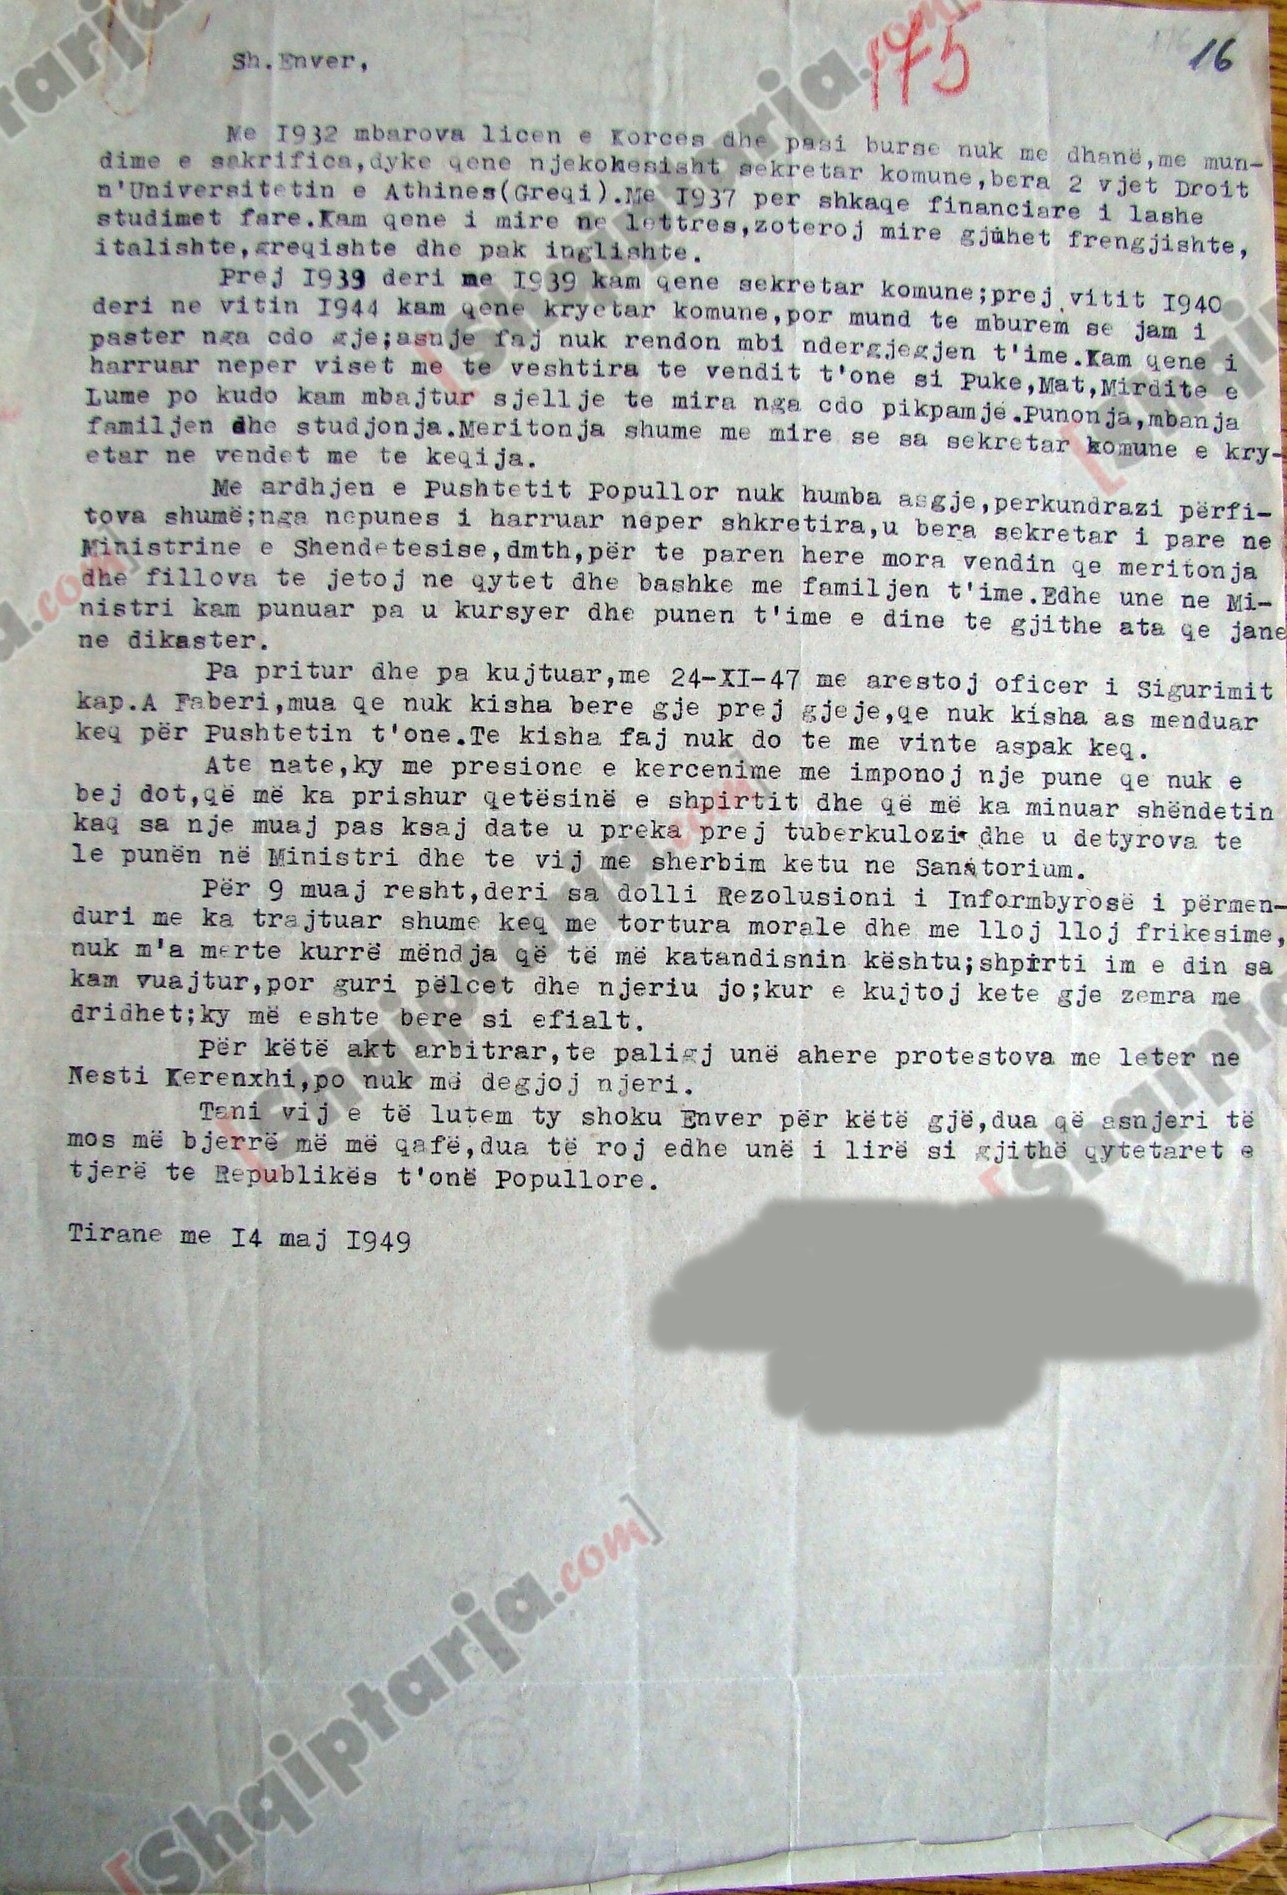 175
16
Sh.Enver,
Me I932 mbarova licen e Korces dhe pasi burse nuk me dhanë,me mun-
dime e sakrifica,dyke qene njekohesisht sekretar komune,bera 2 vjet Droit
n'Universitetin e Athines(Greqi).Me I937 per shkaqe financiare i lashe
studimet fare.Kam qene i mire ne lettres,zoteroj mire gjuhet frengjishte,
italishte,greqishte dhe pak inglishte.
Prej I939 deri me I939 kam qene sekretar komune;prej vitit I940
deri ne vitin I944 kam qene kryetar komune,por mund te mburem se jam i
paster nga cdo gje;asnje faj nuk rendon mbi ndergjegjen t'ime.Kam qene i
harruar neper viset me te veshtira te vendit t'one si Puke,Mat,Mirdite e
Lume po kudo kam mbajtur sjellje te mira nga cdo pikpamje.Punonja,mbanja
familjen dhe studjonja.Meritonja shume me mire se sa sekretar komune e kry-
etar ne vendet me te keqija.
Me ardhjen e Pushtetit Popullor nuk humba asgje,perkundrazi përfi-
tova shumë;nga nepunes i harruar neper shkretira,u bera sekretar i pare ne
Ministrine e Shendetesise,dmth,për te paren here mora vendin qe meritonja
dhe fillova te jetoj ne qytet dhe bashke me familjen t'ime.Edhe une ne Mi-
nistri kam punuar pa u kursyer dhe punen t'ime e dine te gjithe ata qe jane
ne dikaster.
Pa pritur dhe pa kujtuar,me 24-XI-47 me arestoj oficer i Sigurimit
kap.A Faberi,mua qe nuk kisha bere gje prej gjeje,qe nuk kisha as menduar
keq për Pushtetin t'one.Te kisha faj nuk do te me vinte aspak keq.
Ate nate,ky me presione e kercenime me imponoj nje pune qe nuk e
bej dot,që më ka prishur qetësinë e shpirtit dhe që më ka minuar shëndetin
kaq sa nje muaj pas ksaj date u preka prej tuberkulozi dhe u detyrova te
le punën në Ministri dhe te vij me sherbim ketu ne Sanatorium.
Për 9 muaj resht,deri sa dolli Rezolusioni i Informbyrosë i përmen-
duri me ka trajtuar shume keq me tortura morale dhe me lloj lloj frikesime,
nuk m'a merte kurrë mëndja që të më katandisnin kështu;shpirti im e din sa
kam vuajtur,por guri pëlcet dhe njeriu jo;kur e kujtoj kete gje zemra me
dridhet;ky më eshte bere si efialt.
Për këtë akt arbitrar,te paligj unë ahere protestova me leter ne
Nesti Kerenxhi,po nuk më degjoj njeri.
Tani vij e të lutem ty shoku Enver për këtë gjë,dua që asnjeri të
mos më bjerrë më më qafë,dua të roj edhe unë i lirë si gjithë qytetaret e
tjerë te Republikës t'onë Popullore.
Tirane me I4 maj I949
[Shqiptarja.com]